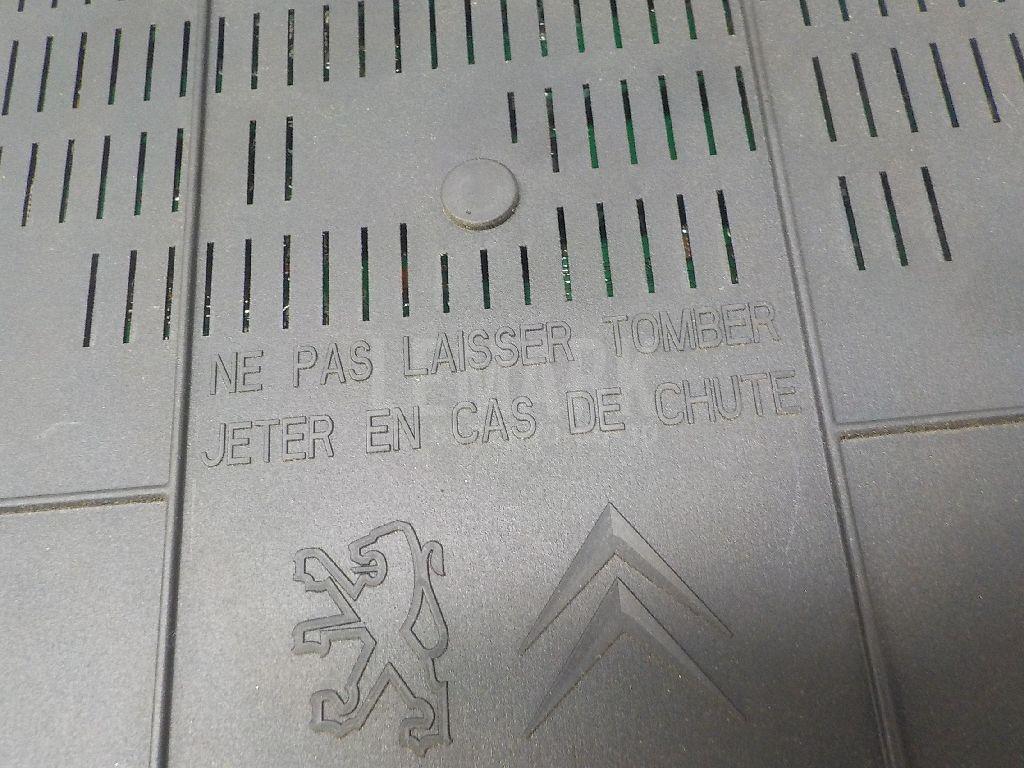 NE PAS LAISSER TOMBER
JETER EN CAS DE CHUTE